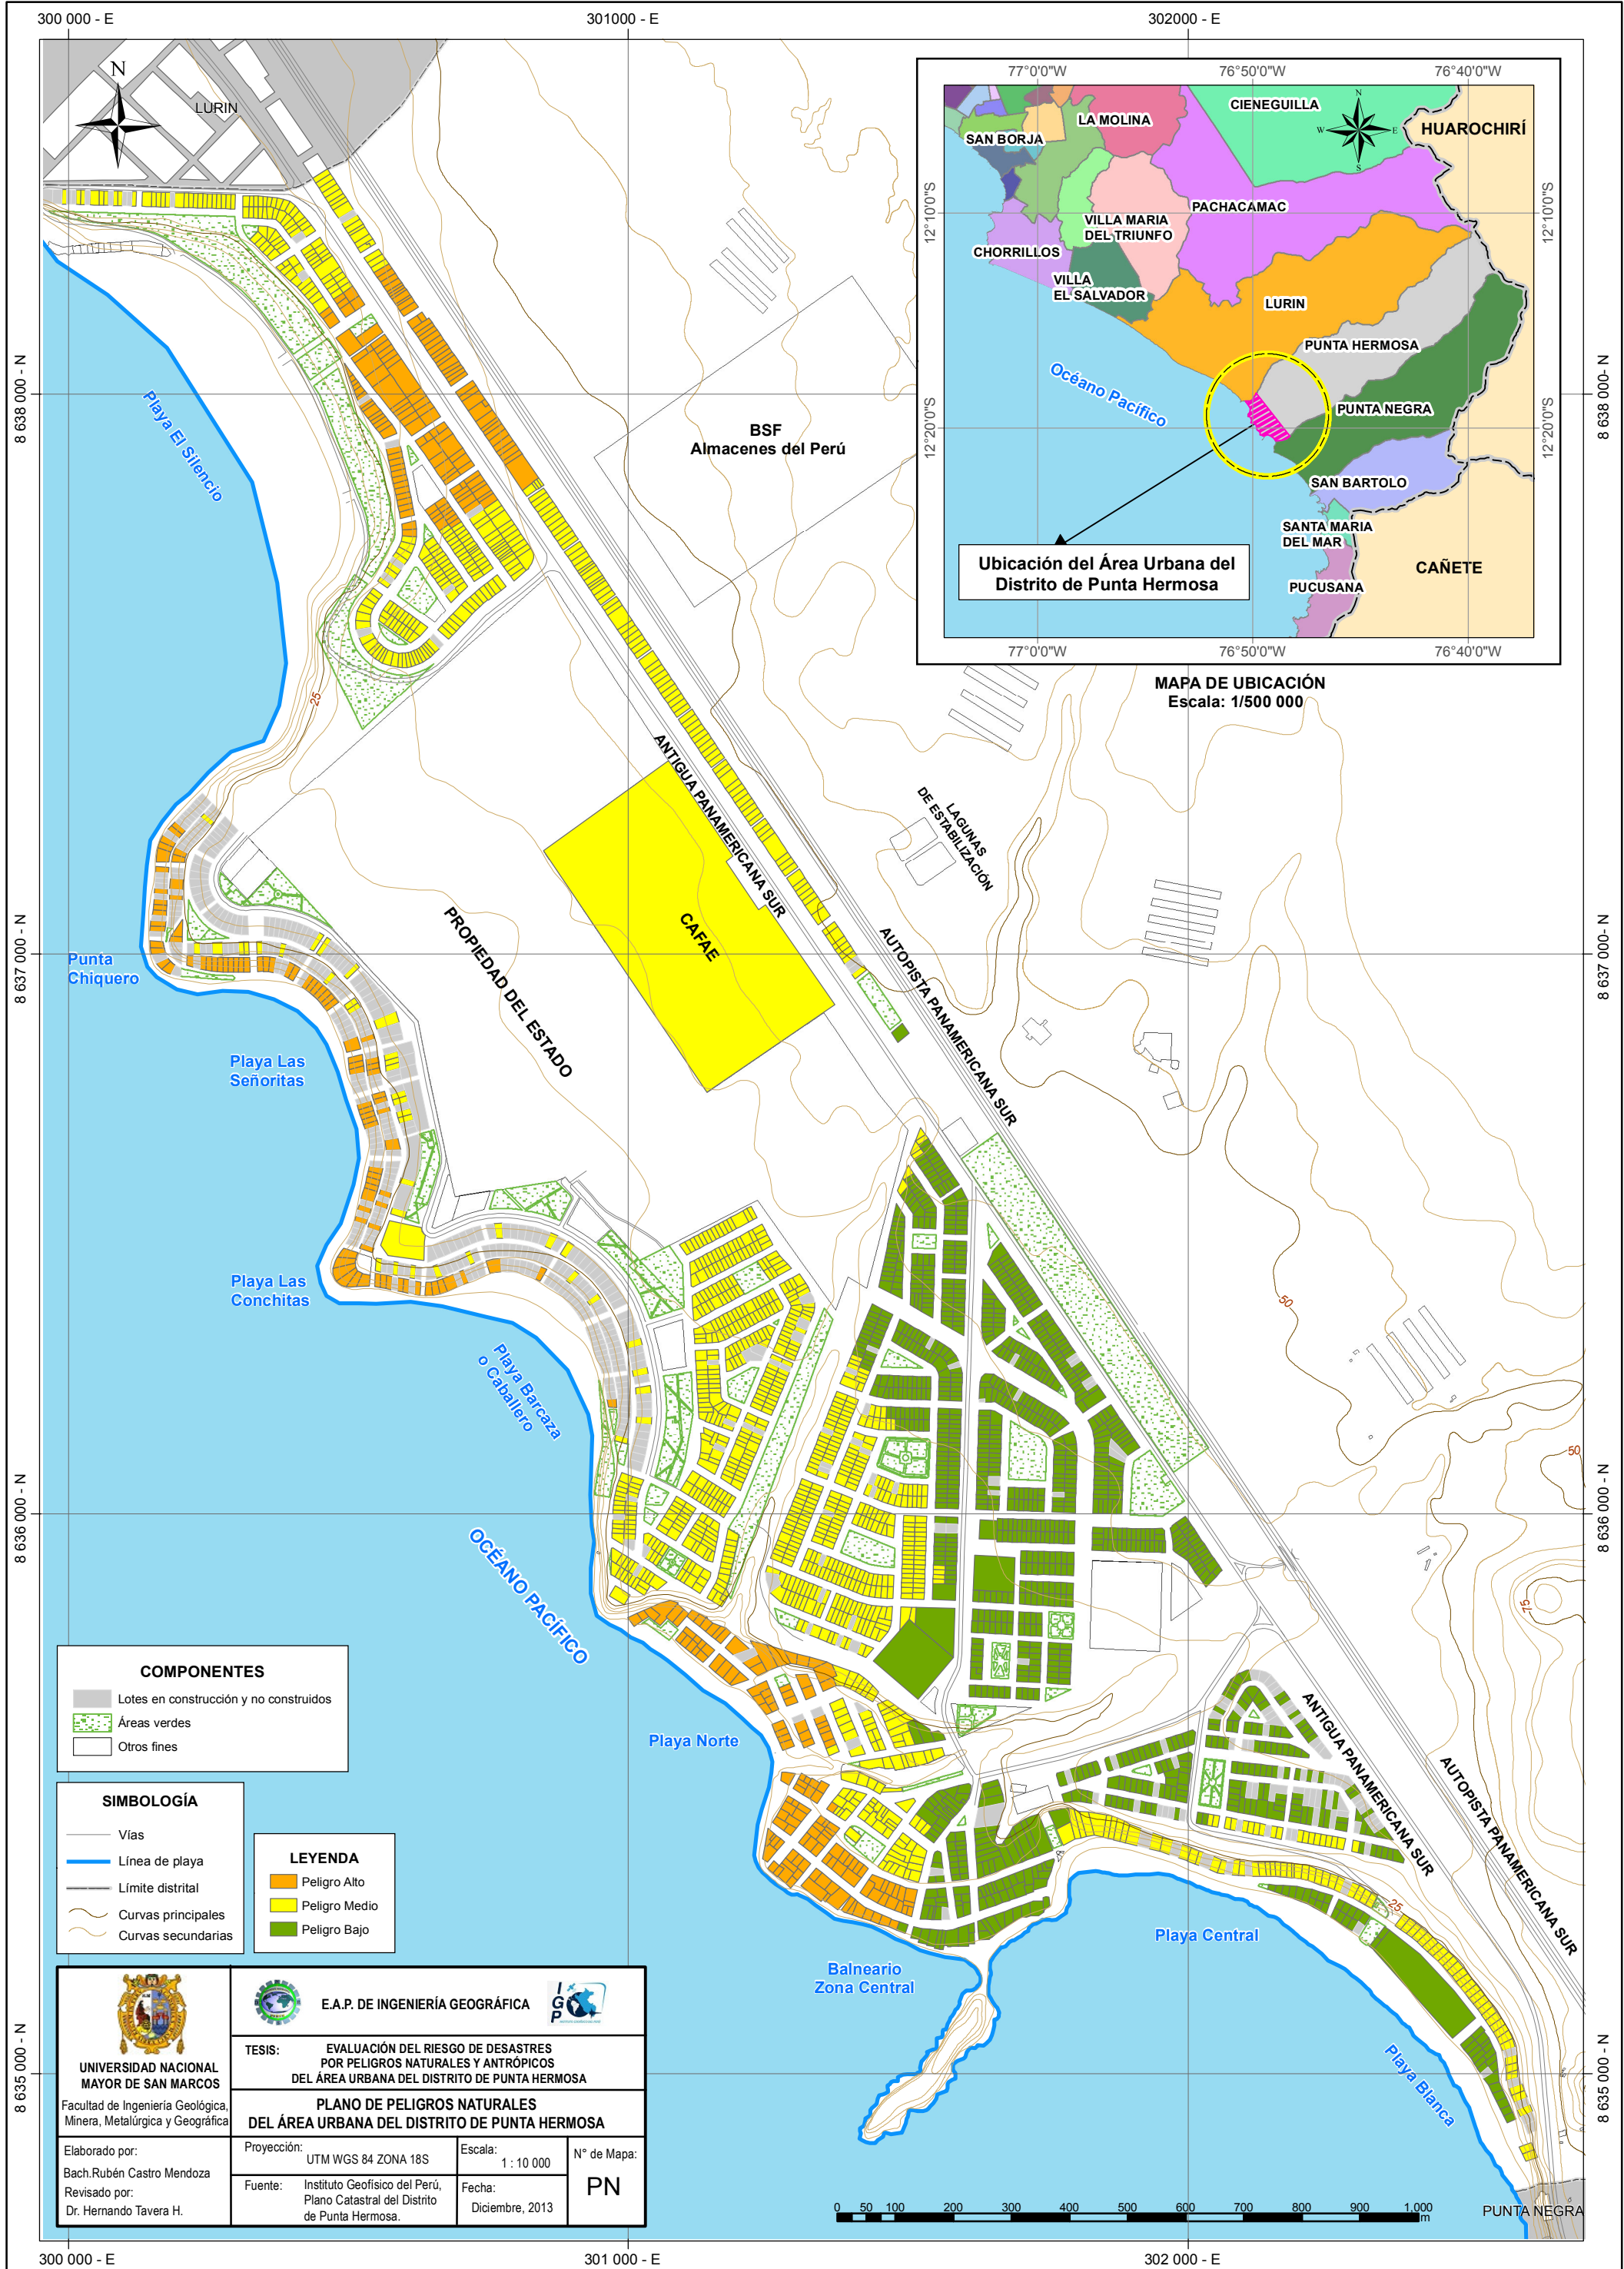 300 000 - E
301000 - E
302000 - E
N
LURIN
8 638 000 - N
8 637 000 - N
8 636 000 - N
8 635 000 - N
77°0'0"W
76°50'0"W
76°40'0"W
12°10'0"S
12°20'0"S
SAN BORJA
LA MOLINA
CIENEGUILLA
N
W
E
S
HUAROCHIRÍ
PACHACAMAC
VILLA MARIA
DEL TRIUNFO
CHORRILLOS
VILLA
EL SALVADOR
LURIN
PUNTA HERMOSA
Océano Pacífico
PUNTA NEGRA
SAN BARTOLO
SANTA MARIA
DEL MAR
CAÑETE
PUCUSANA
Ubicación del Área Urbana del
Distrito de Punta Hermosa
12°10'0"S
12°20'0"S
77°0'0"W
76°50'0"W
76°40'0"W
MAPA DE UBICACIÓN
Escala: 1/500 000
8 638 000- N
8 637 000- N
8 636 000 - N
8 635 000 - N
Playa El Silencio
BSF
Almacenes del Perú
25
ANTIGUA PANAMERICANA SUR
LAGUNAS
DE ESTABILIZACIÓN
CAFAE
PROPIEDAD DEL ESTADO
AUTOPISTA PANAMERICANA SUR
Punta
Chiquero
Playa Las
Señoritas
Playa Las
Conchitas
Playa Barcaza
o Caballero
50
50
75
OCÉANO PACÍFICO
Playa Norte
ANTIGUA PANAMERICANA SUR
AUTOPISTA PANAMERICANA SUR
25
25
Playa Central
Balneario
Zona Central
Playa Blanca
PUNTA NEGRA
COMPONENTES
Lotes en construcción y no construidos
Áreas verdes
Otros fines
SIMBOLOGÍA
Vías
Línea de playa
Límite distrital
Curvas principales
Curvas secundarias
LEYENDA
Peligro Alto
Peligro Medio
Peligro Bajo
UNIVERSIDAD NACIONAL
MAYOR DE SAN MARCOS
Facultad de Ingeniería Geológica,
Minera, Metalúrgica y Geográfica
Elaborado por:
Bach.Rubén Castro Mendoza
Revisado por:
Dr. Hernando Tavera H.
E.A.P. DE INGENIERÍA GEOGRÁFICA
IGP
TESIS:
EVALUACIÓN DEL RIESGO DE DESASTRES
POR PELIGROS NATURALES Y ANTRÓPICOS
DEL ÁREA URBANA DEL DISTRITO DE PUNTA HERMOSA
PLANO DE PELIGROS NATURALES
DEL ÁREA URBANA DEL DISTRITO DE PUNTA HERMOSA
Proyección:
UTM WGS 84 ZONA 18S
Escala:
1 : 10 000
N° de Mapa:
PN
Fuente:
Instituto Geofísico del Perú,
Plano Catastral del Distrito
de Punta Hermosa.
Fecha:
Diciembre, 2013
0 50 100 200 300 400 500 600 700 800 900 1,000
m
300 000 - E
301 000 - E
302 000 - E